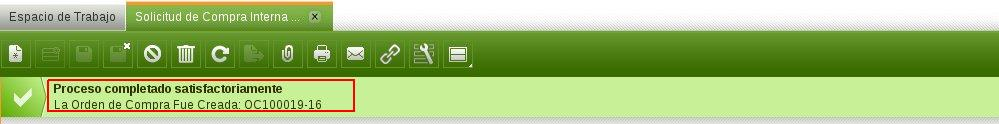 Espacio de Trabajo
Solicitud de Compra Interna ...
Proceso completado satisfactoriamente
La Orden de Compra Fue Creada: OC100019-16